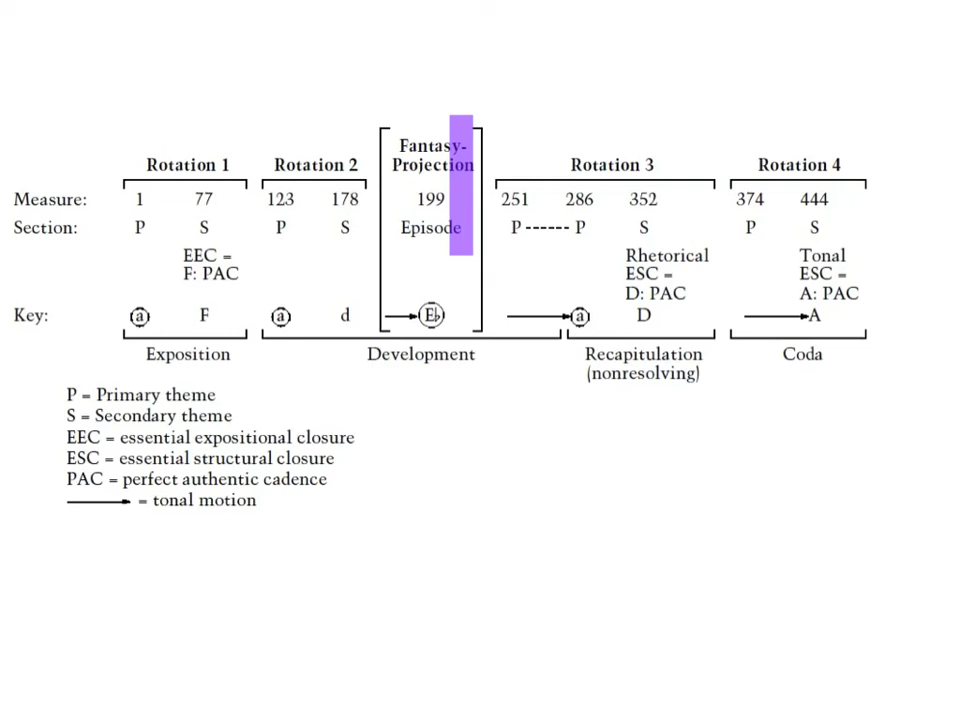 Fantasy-
Rotation 1 Rotation 2 Projection Rotation 3 Rotation 4
Measure: 1 77 123 178 199 251 286 352 374 444
Section: P S P S Episode P ------ P S P S
EEC = Rhetorical Tonal
F: PAC ESC = ESC =
D: PAC A: PAC
Key: a F a d E♭ a D A
Exposition Development Recapitulation Coda
(nonresolving)
P = Primary theme
S = Secondary theme
EEC = essential expositional closure
ESC = essential structural closure
PAC = perfect authentic cadence
= tonal motion